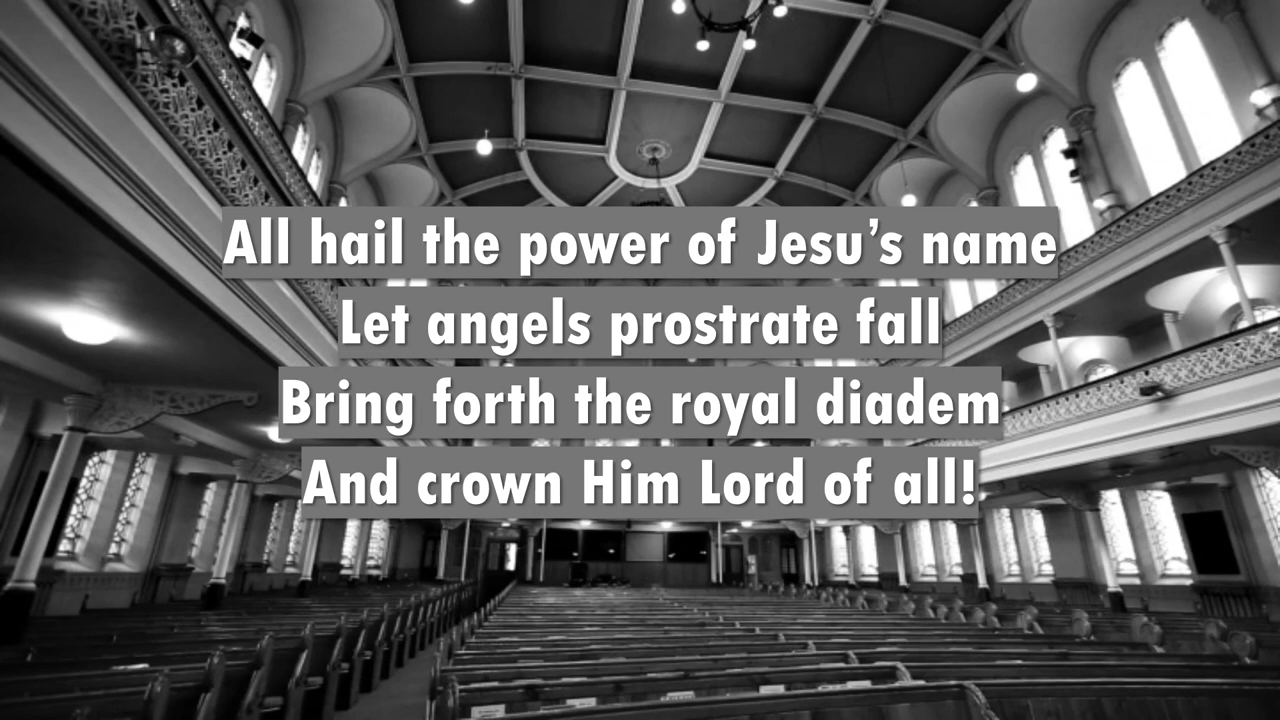 All hail the power of Jesu’s name
Let angels prostrate fall
Bring forth the royal diadem
And crown Him Lord of all!